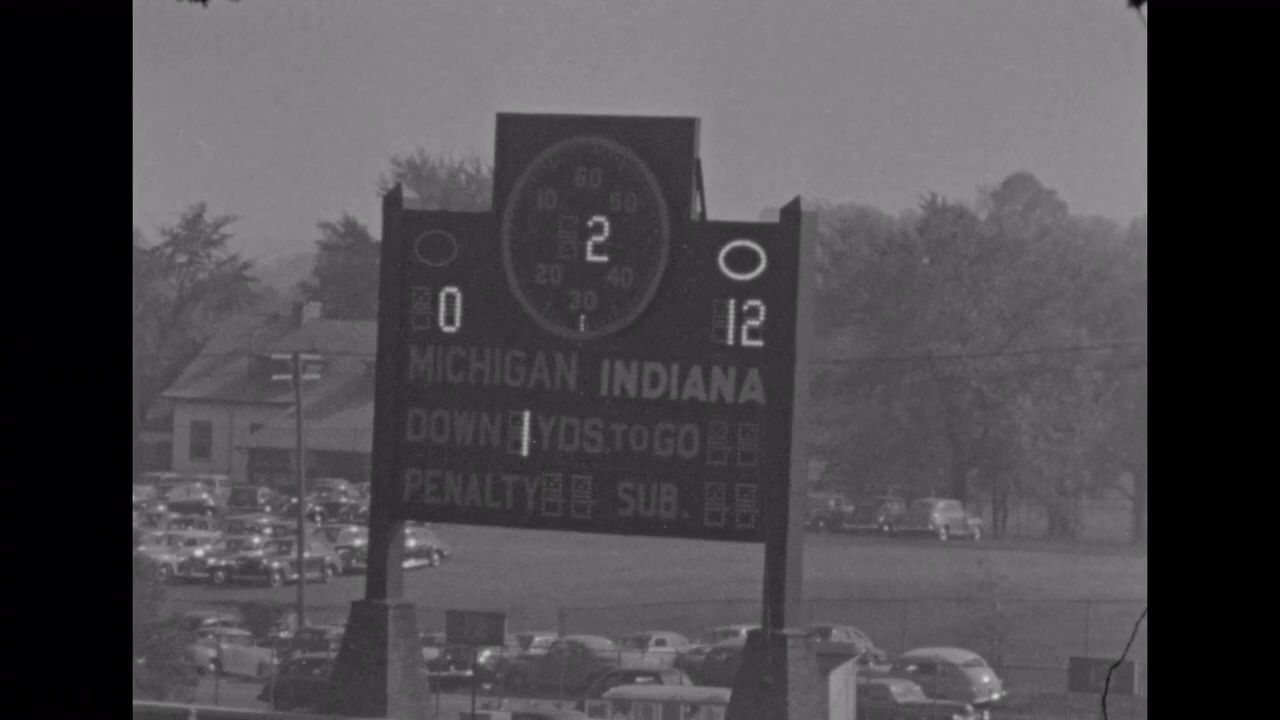 60
10 50
2
20 40
30
0 12
MICHIGAN INDIANA
DOWN 1 YDS. TO GO
PENALTY SUB.